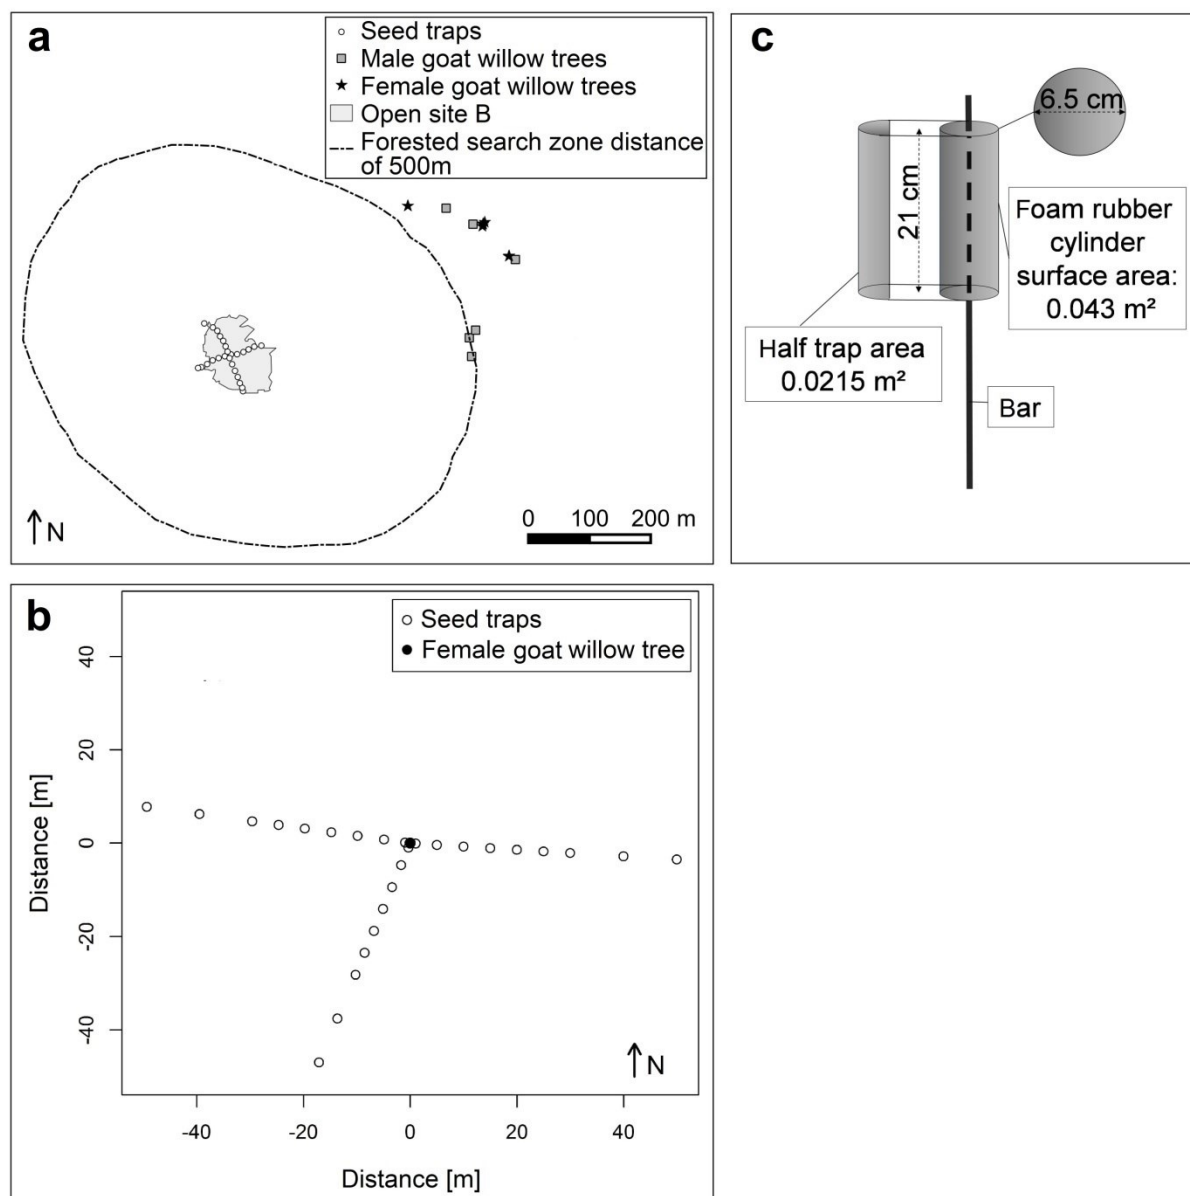 a
Seed traps
Male goat willow trees
Female goat willow trees
Open site B
Forested search zone distance
of 500m
N
0 100 200 m
c
6.5 cm
21 cm
Foam rubber
cylinder
surface area:
0.043 m²
Half trap area
0.0215 m²
Bar
b
Seed traps
Female goat willow tree
40
20
0
-20
-40
Distance [m]
N
-40 -20 0 20 40
Distance [m]